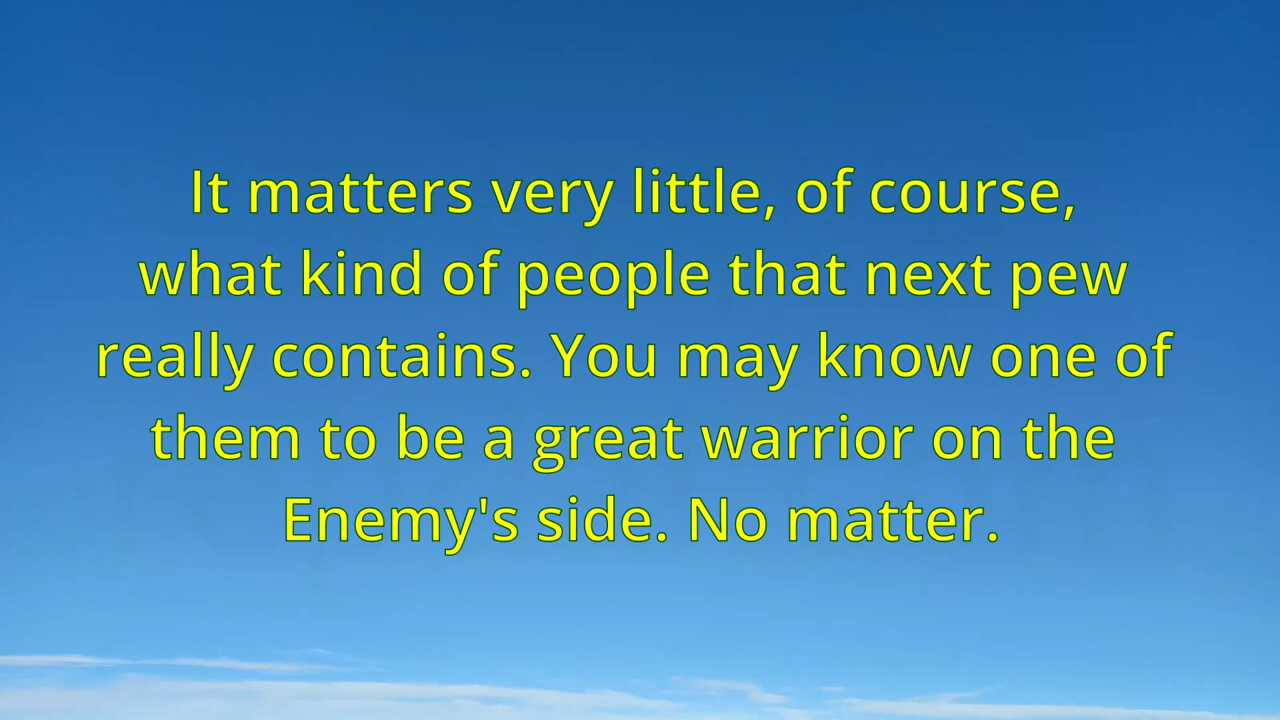 It matters very little, of course,
what kind of people that next pew
really contains. You may know one of
them to be a great warrior on the
Enemy's side. No matter.